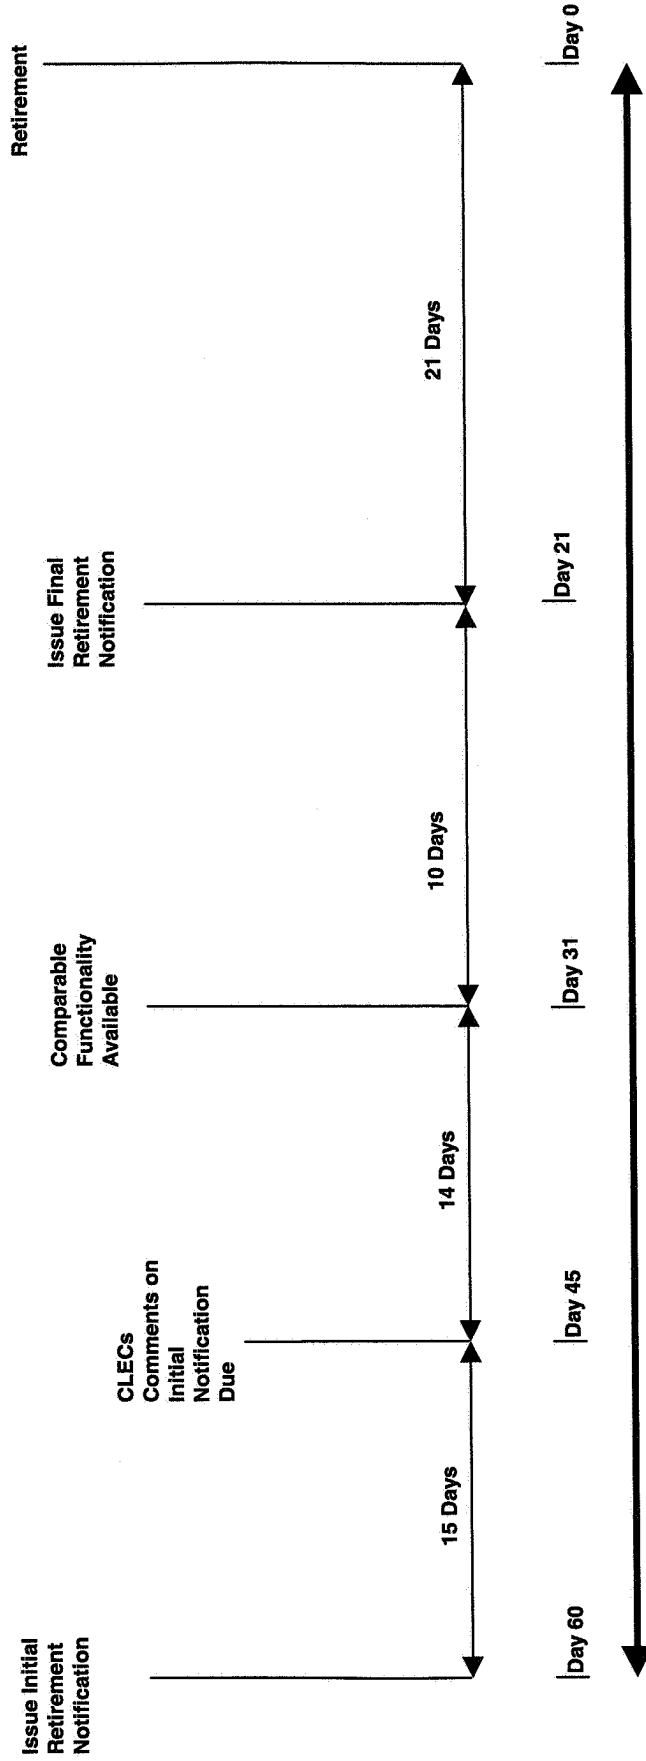 Issue Initial
Retirement
Notification
CLECs
Comments on
Initial
Notification
Due
Comparable
Functionality
Available
Issue Final
Retirement
Notification
Retirement
15 Days
14 Days
10 Days
21 Days
Day 60
Day 45
Day 31
Day 21
Day 0